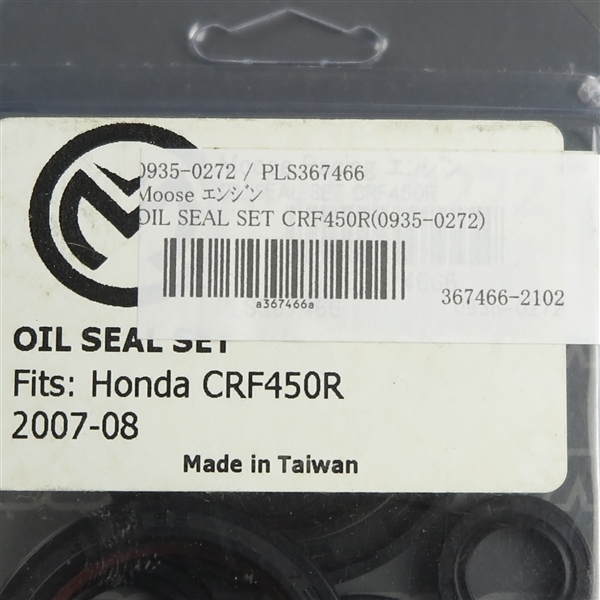 0935-0272 / PLS367466
Moose ｴﾝｼﾞﾝ
OIL SEAL SET CRF450R(0935-0272)
a367466a
367466-2102
OIL SEAL SET
Fits: Honda CRF450R
2007-08
Made in Taiwan